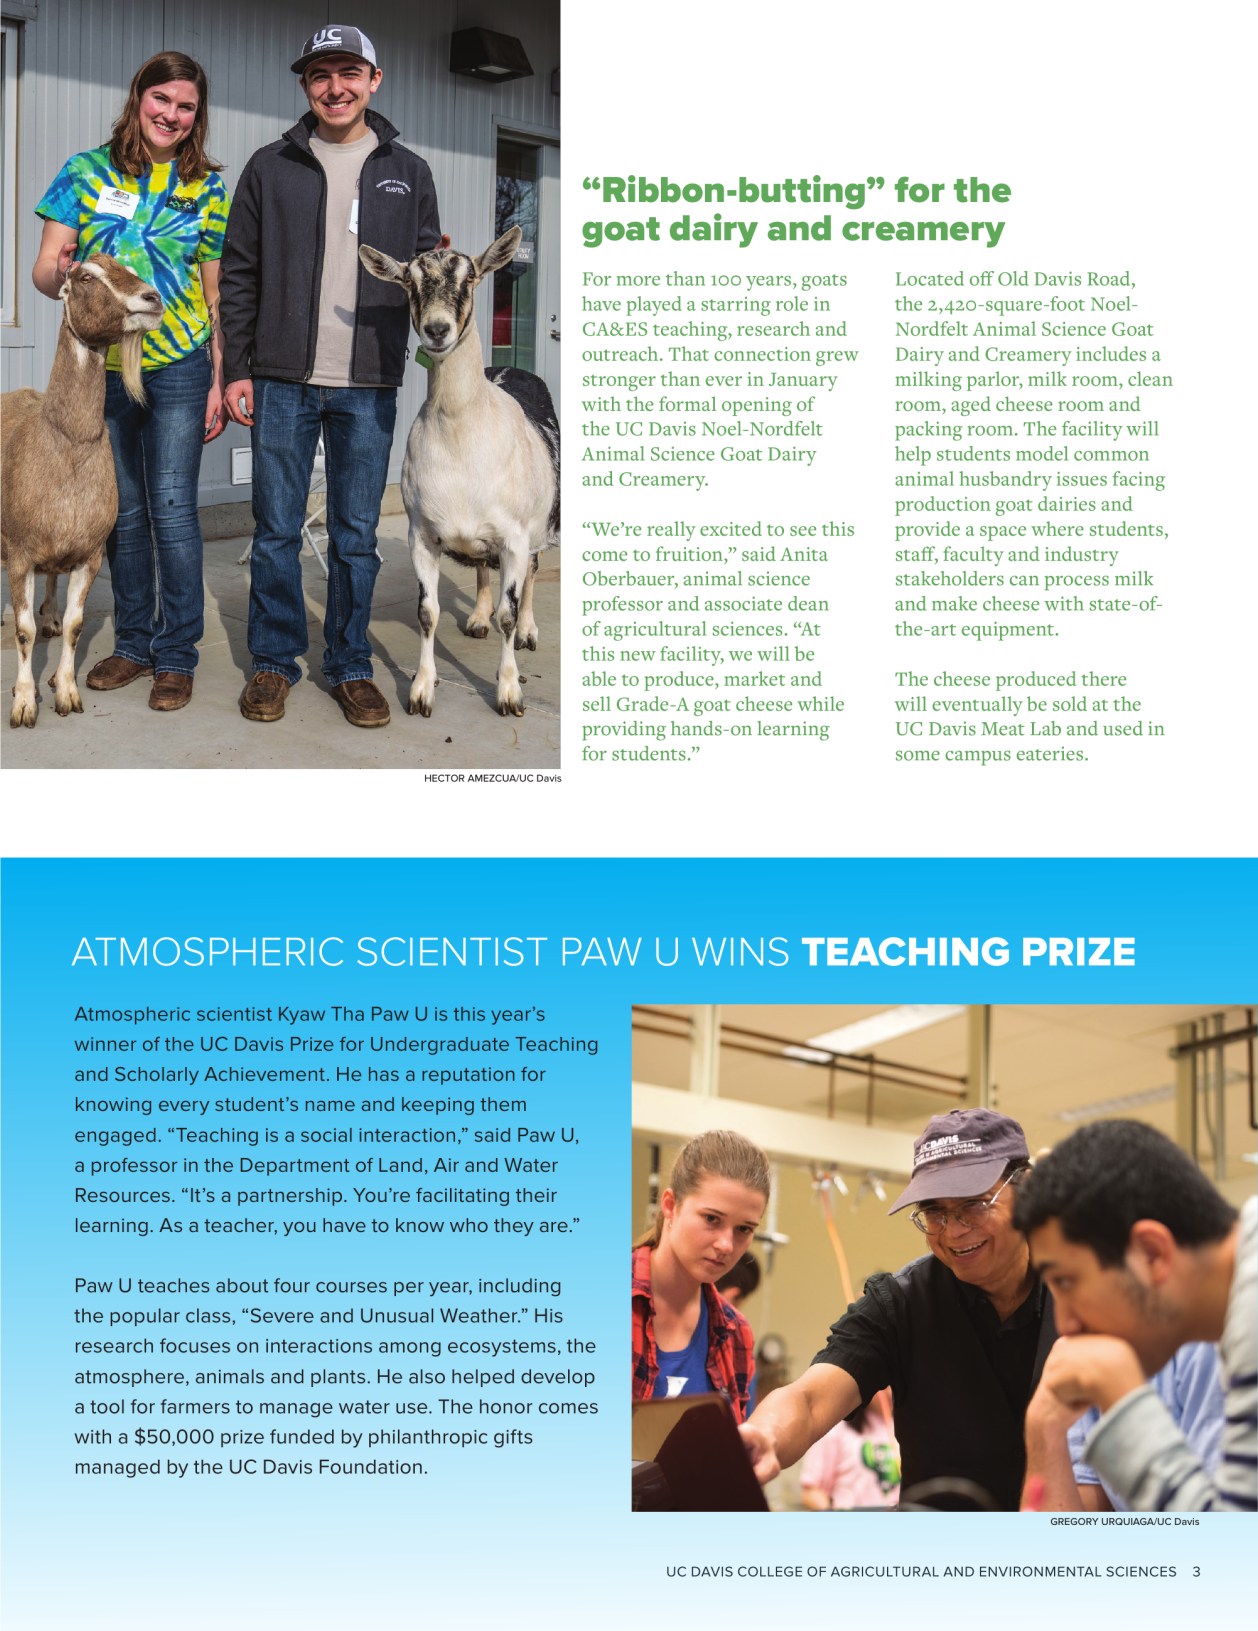 UC
DAVIS
HECTOR AMEZCUA/UC Davis
“Ribbon-butting” for the
goat dairy and creamery
For more than 100 years, goats
have played a starring role in
CA&ES teaching, research and
outreach. That connection grew
stronger than ever in January
with the formal opening of
the UC Davis Noel-Nordfelt
Animal Science Goat Dairy
and Creamery.
“We’re really excited to see this
come to fruition,” said Anita
Oberbauer, animal science
professor and associate dean
of agricultural sciences. “At
this new facility, we will be
able to produce, market and
sell Grade-A goat cheese while
providing hands-on learning
for students.”
Located off Old Davis Road,
the 2,420-square-foot Noel-
Nordfelt Animal Science Goat
Dairy and Creamery includes a
milking parlor, milk room, clean
room, aged cheese room and
packing room. The facility will
help students model common
animal husbandry issues facing
production goat dairies and
provide a space where students,
staff, faculty and industry
stakeholders can process milk
and make cheese with state-of-
the-art equipment.
The cheese produced there
will eventually be sold at the
UC Davis Meat Lab and used in
some campus eateries.
ATMOSPHERIC SCIENTIST PAW U WINS TEACHING PRIZE
Atmospheric scientist Kyaw Tha Paw U is this year’s
winner of the UC Davis Prize for Undergraduate Teaching
and Scholarly Achievement. He has a reputation for
knowing every student’s name and keeping them
engaged. “Teaching is a social interaction,” said Paw U,
a professor in the Department of Land, Air and Water
Resources. “It’s a partnership. You’re facilitating their
learning. As a teacher, you have to know who they are.”
Paw U teaches about four courses per year, including
the popular class, “Severe and Unusual Weather.” His
research focuses on interactions among ecosystems, the
atmosphere, animals and plants. He also helped develop
a tool for farmers to manage water use. The honor comes
with a $50,000 prize funded by philanthropic gifts
managed by the UC Davis Foundation.
UC DAVIS
GREGORY URQUIAGA/UC Davis
UC DAVIS COLLEGE OF AGRICULTURAL AND ENVIRONMENTAL SCIENCES 3